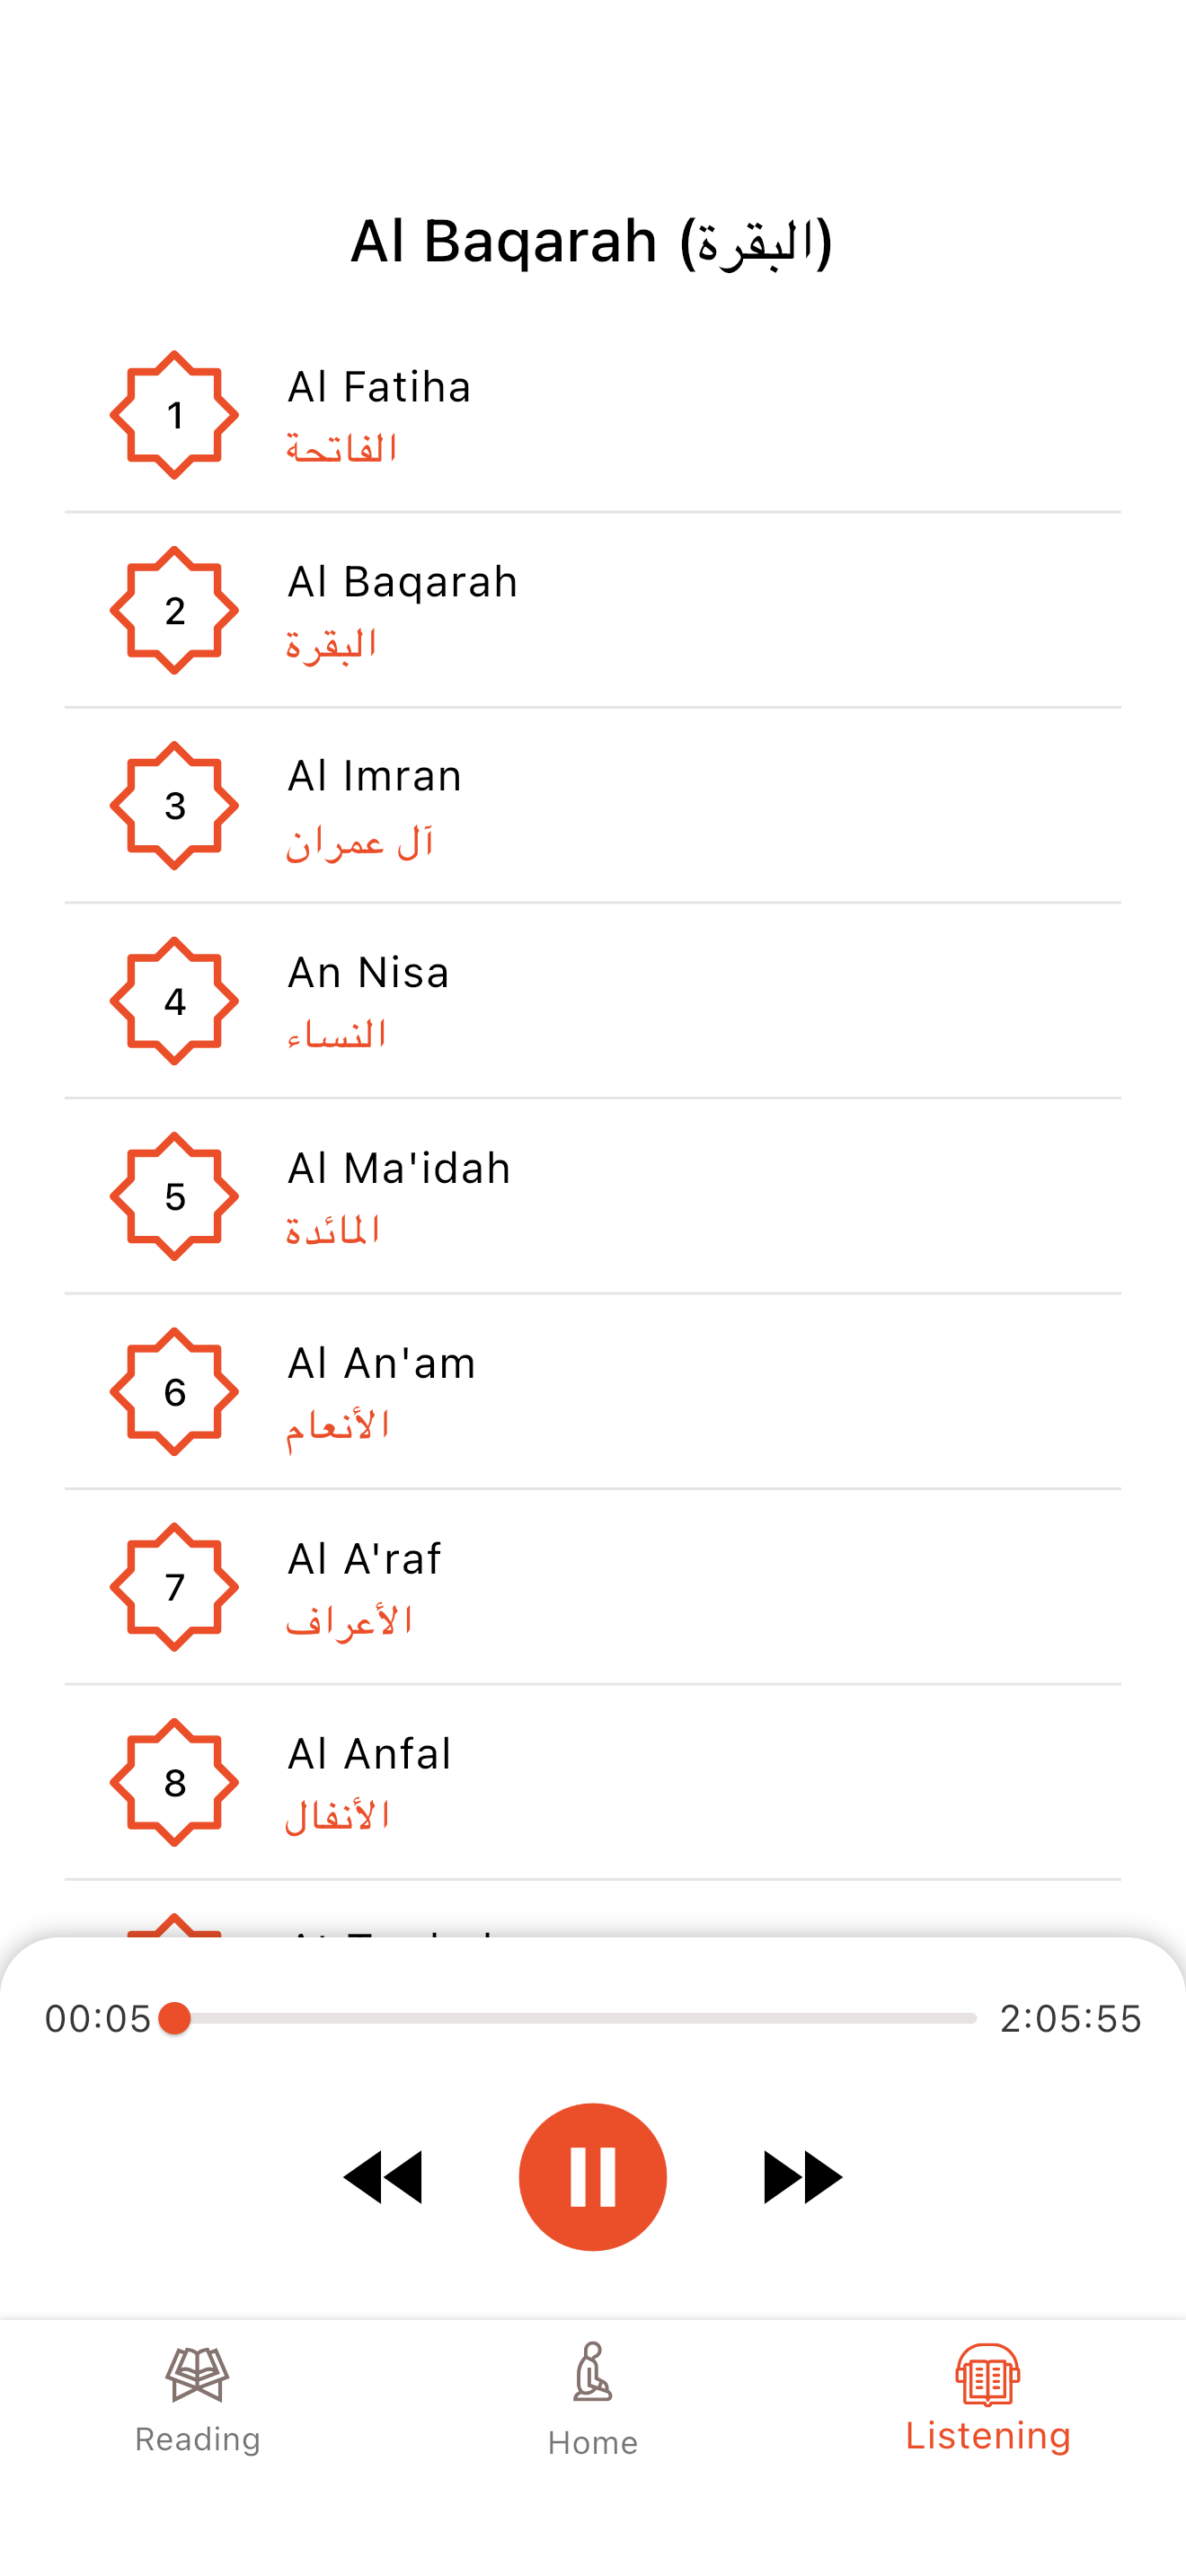 Al Baqarah (البقرة)
1
Al Fatiha
الفاتحة
2
Al Baqarah
البقرة
3
Al Imran
آل عمران
4
An Nisa
النساء
5
Al Ma'idah
المائدة
6
Al An'am
الأنعام
7
Al A'raf
الأعراف
8
Al Anfal
الأنفال
00:05
2:05:55
Reading
Home
Listening